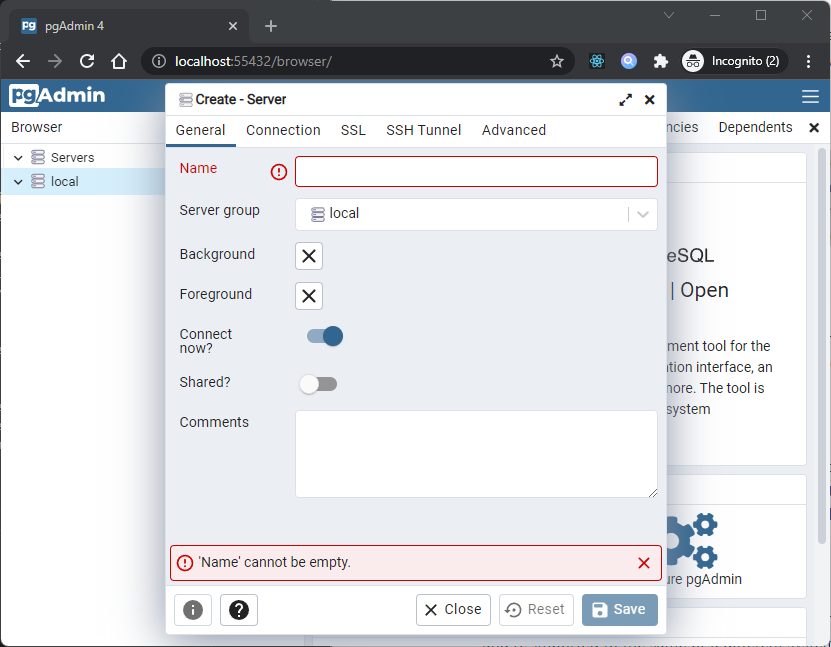 pg pgAdmin 4
localhost:55432/browser/
Incognito (2)
pgAdmin
Browser
Servers
local
Create - Server
General Connection SSL SSH Tunnel Advanced
Dependents
Name
Server group
local
Background
Foreground
Connect
now?
Shared?
Comments
'Name' cannot be empty.
Close
Reset
Save
eSQL
| Open
ment tool for the
tion interface, an
nore. The tool is
system
ure pgAdmin